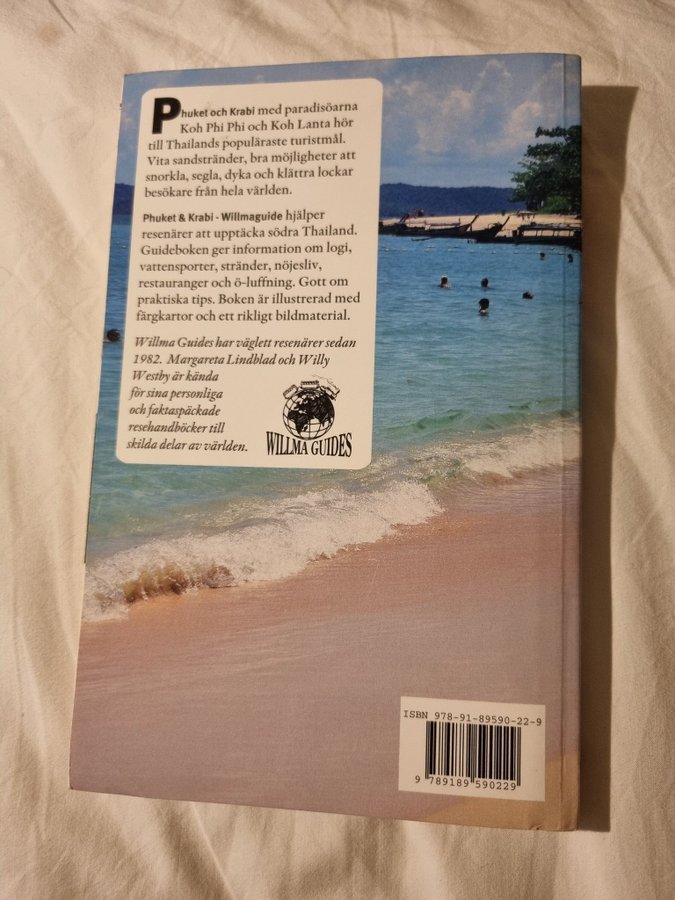 Phuket och Krabi med paradisöarna
Koh Phi Phi och Koh Lanta hör
till Thailands populäraste turistmål.
Vita sandstränder, bra möjligheter att
snorkla, segla, dyka och klättra lockar
besökare från hela världen.
Phuket & Krabi - Willmaguide hjälper
resenärer att upptäcka södra Thailand.
Guideboken ger information om logi,
vattensporter, stränder, nöjesliv,
restauranger och ö-luffning. Gott om
praktiska tips. Boken är illustrerad med
färgkartor och ett rikligt bildmaterial.
Willma Guides har väglett resenärer sedan
1982. Margareta Lindblad och Willy
Westby är kända
för sina personliga
och faktaspäckade
resehandböcker till
skilda delar av världen.
WILLMA GUIDES
ISBN 978-91-89590-22-9
9 789189 590229